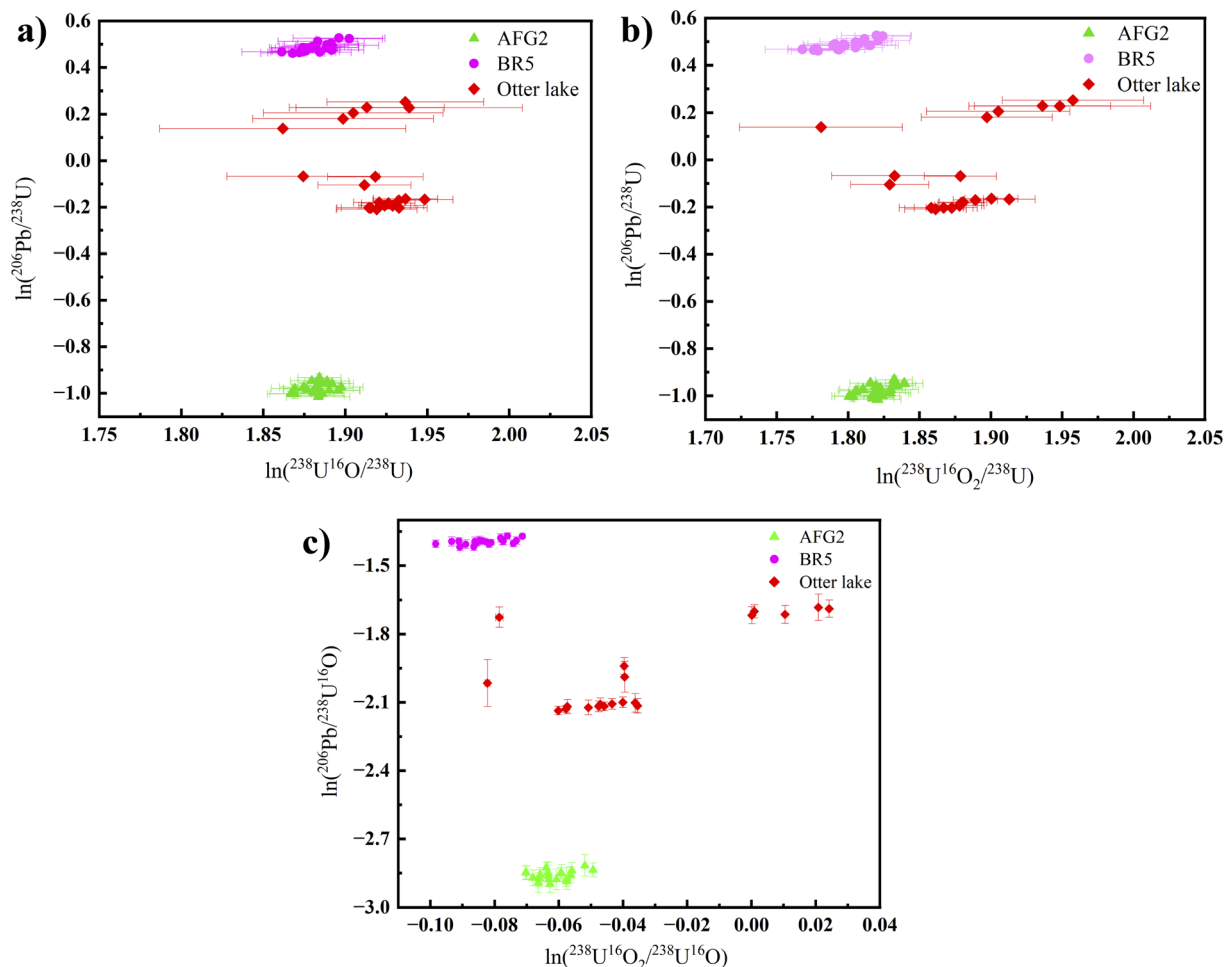 a)
0.6
0.4
0.2
0.0
−0.2
−0.4
−0.6
−0.8
−1.0
ln(²⁰⁶Pb/²³⁸U)
AFG2
BR5
Otter lake
1.75 1.80 1.85 1.90 1.95 2.00 2.05
ln(²³⁸U¹⁶O/²³⁸U)
b)
0.6
0.4
0.2
0.0
−0.2
−0.4
−0.6
−0.8
−1.0
ln(²⁰⁶Pb/²³⁸U)
AFG2
BR5
Otter lake
1.70 1.75 1.80 1.85 1.90 1.95 2.00 2.05
ln(²³⁸U¹⁶O₂/²³⁸U)
c)
−1.5
−1.8
−2.1
−2.4
−2.7
−3.0
ln(²⁰⁶Pb/²³⁸U¹⁶O)
AFG2
BR5
Otter lake
−0.10 −0.08 −0.06 −0.04 −0.02 0.00 0.02 0.04
ln(²³⁸U¹⁶O₂/²³⁸U¹⁶O)